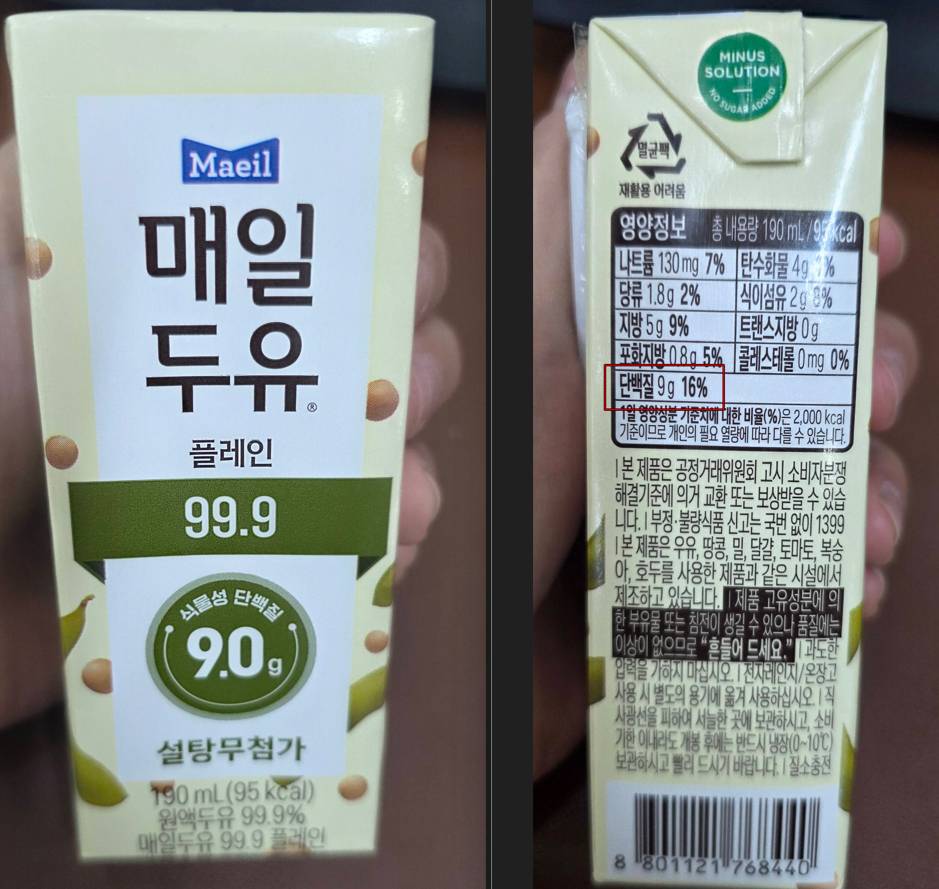 Maeil
매일
두유®
플레인
99.9
식물성 단백질
9.0g
설탕무첨가
190 mL(95 kcal)
원액두유 99.9%
매일두유 99.9 플레인
MINUS
SOLUTION
NO SUGAR ADDED
멸균팩
재활용 어려움
영양정보 총 내용량 190 mL/95 kcal
나트륨 130mg 7% 탄수화물 4g
당류 1.8g 2% 식이섬유 2g 8%
지방 5g 9% 트랜스지방 0g
포화지방 0.8g 5% 콜레스테롤 0mg 0%
단백질 9g 16%
1일 영양성분 기준치에 대한 비율(%)은 2,000 kcal
기준이므로 개인의 필요 열량에 따라 다를 수 있습니다.
| 본 제품은 공정거래위원회 고시 소비자분쟁
해결기준에 의거 교환 또는 보상받을 수 있습
니다. | 부정·불량식품 신고는 국번 없이 1399
| 본 제품은 우유, 땅콩, 밀, 달걀, 토마토, 복숭
아, 호두를 사용한 제품과 같은 시설에서
제조하고 있습니다. | 제품 고유성분에 의
한 부유물 또는 침전이 생길 수 있으나 품질에는
이상이 없으므로 “흔들어 드세요.” | 과도한
압력을 가하지 마십시오. | 전자레인지/온장고
사용 시 별도의 용기에 옮겨 사용하십시오. | 직
사광선을 피하여 서늘한 곳에 보관하시고, 소비
기한 이내라도 개봉 후에는 반드시 냉장(0~10℃)
보관하시고 빨리 드시기 바랍니다. | 질소충전
8 801121 768440